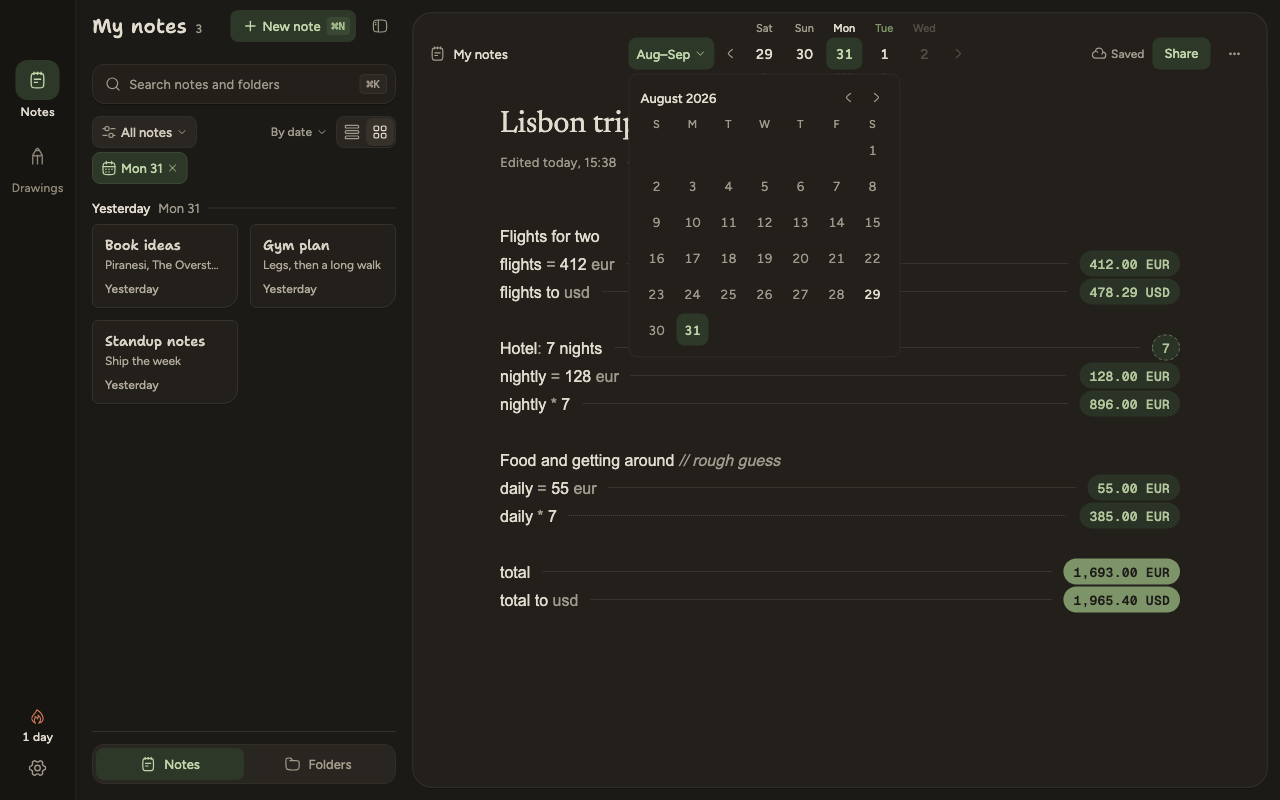 My notes 3
New note ⌘N
Search notes and folders ⌘K
All notes
By date
Mon 31
Yesterday Mon 31
Book ideas
Piranesi, The Overst…
Yesterday
Gym plan
Legs, then a long walk
Yesterday
Standup notes
Ship the week
Yesterday
Notes
Drawings
1 day
Notes
Folders
My notes
Aug–Sep
Sat Sun Mon Tue Wed
29 30 31 1 2
Saved
Share
August 2026
S M T W T F S
1
2 3 4 5 6 7 8
9 10 11 12 13 14 15
16 17 18 19 20 21 22
23 24 25 26 27 28 29
30 31
Lisbon trip
Edited today, 15:38
Flights for two
flights = 412 eur 412.00 EUR
flights to usd 478.29 USD
Hotel: 7 nights 7
nightly = 128 eur 128.00 EUR
nightly * 7 896.00 EUR
Food and getting around // rough guess
daily = 55 eur 55.00 EUR
daily * 7 385.00 EUR
total 1,693.00 EUR
total to usd 1,965.40 USD